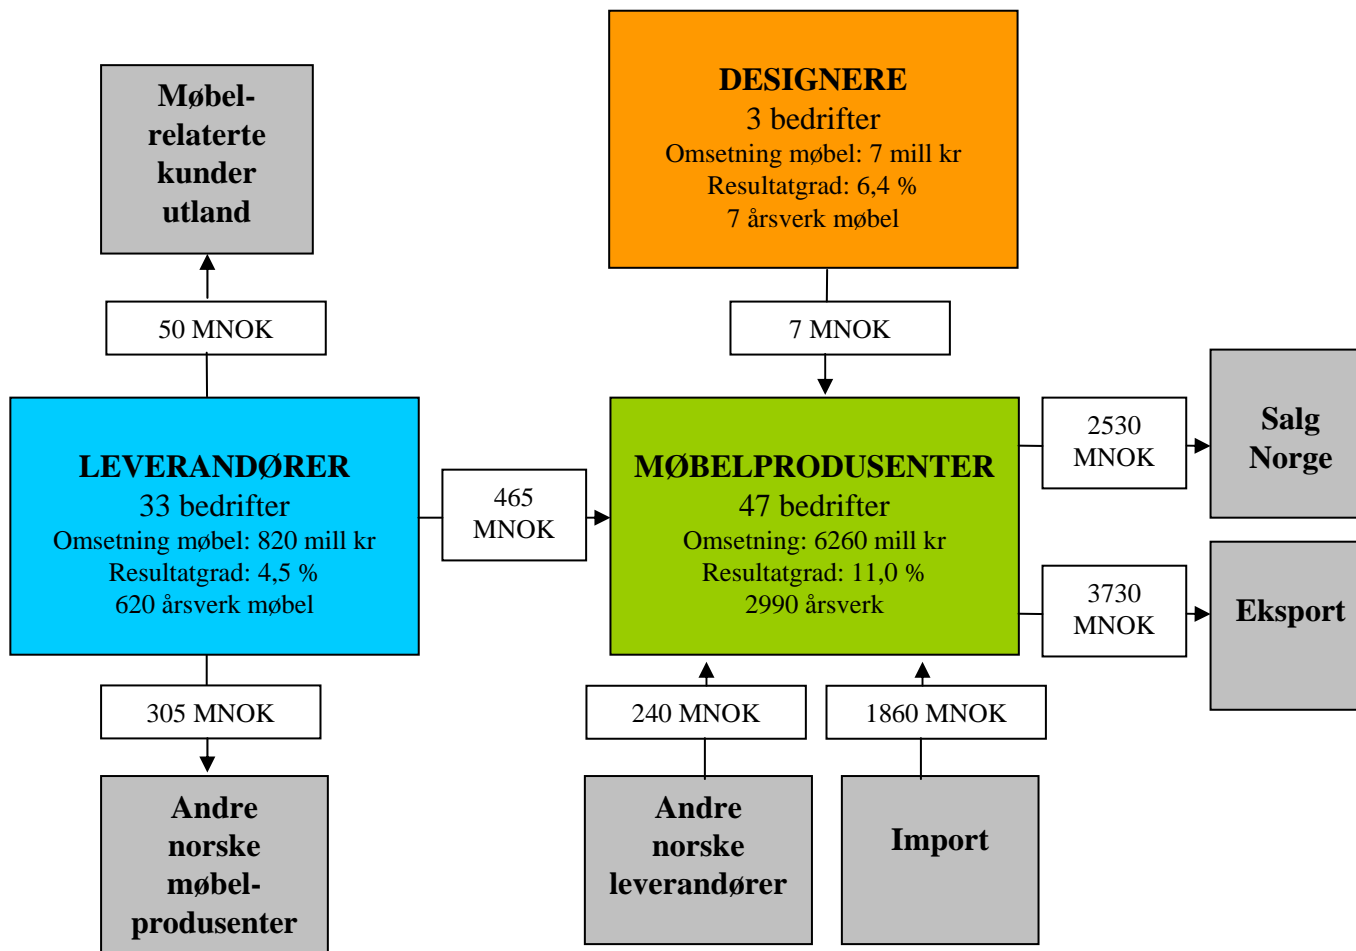 Møbel-
relaterte
kunder
utland
DESIGNERE
3 bedrifter
Omsetning møbel: 7 mill kr
Resultatgrad: 6,4 %
7 årsverk møbel
50 MNOK
7 MNOK
LEVERANDØRER
33 bedrifter
Omsetning møbel: 820 mill kr
Resultatgrad: 4,5 %
620 årsverk møbel
465
MNOK
MØBELPRODUSENTER
47 bedrifter
Omsetning: 6260 mill kr
Resultatgrad: 11,0 %
2990 årsverk
2530
MNOK
Salg
Norge
3730
MNOK
Eksport
305 MNOK
240 MNOK
1860 MNOK
Andre
norske
møbel-
produsenter
Andre
norske
leverandører
Import